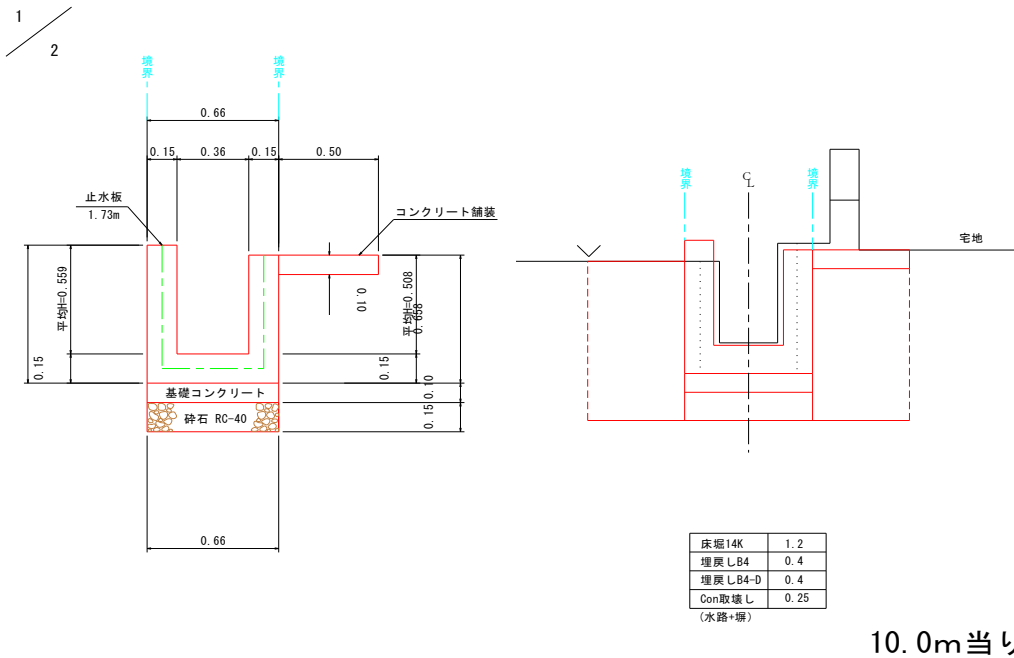 1
2
境界
境界
0.66
0.15
0.36
0.15
0.50
止水板
1.73m
コンクリート舗装
平均H=0.559
0.15
0.10
平均H=0.508
0.658
0.15
0.10
0.15
基礎コンクリート
砕石 RC-40
0.66
境界
CL
境界
宅地
床堀14K 1.2
埋戻しB4 0.4
埋戻しB4-D 0.4
Con取壊し 0.25
(水路+塀)
10.0m当り